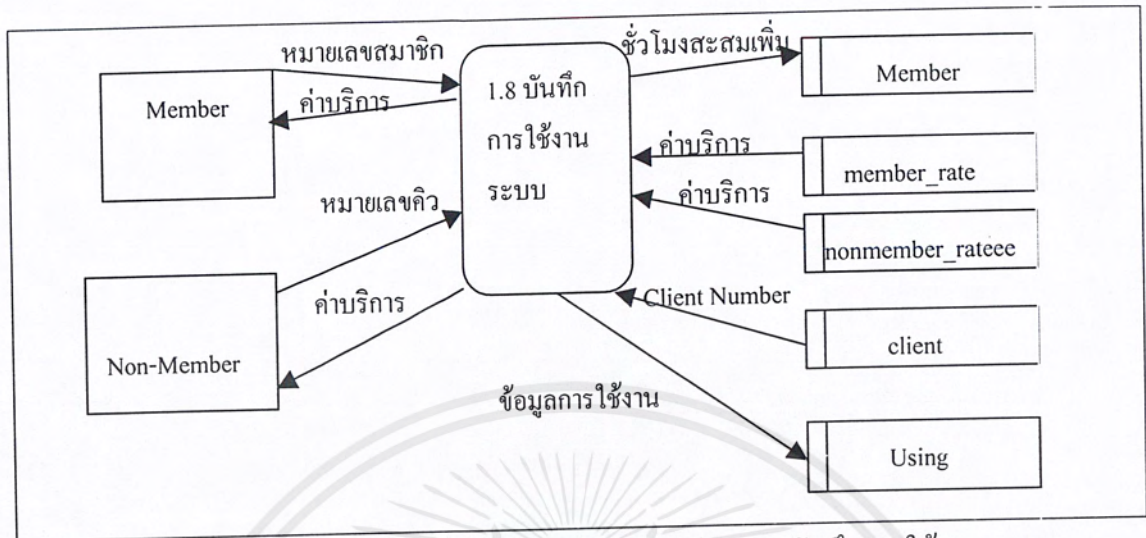 หมายเลขสมาชิก
ชั่วโมงสะสมเพิ่ม
Member
ค่าบริการ
1.8 บันทึก
การใช้งาน
ระบบ
Member
ค่าบริการ
member_rate
ค่าบริการ
หมายเลขคิว
nonmember_rateee
ค่าบริการ
Client Number
client
Non-Member
ข้อมูลการใช้งาน
Using